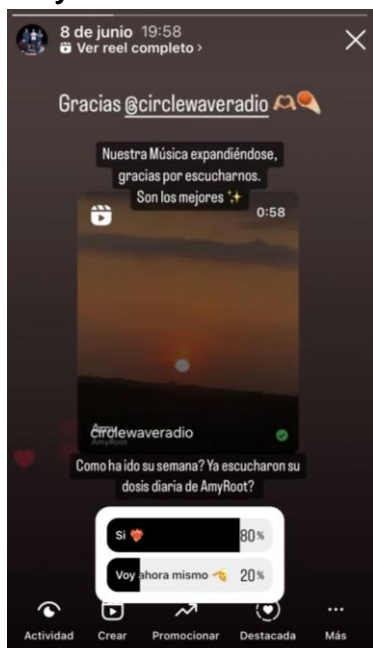 8 de junio 19:58
Ver reel completo >
Gracias @circlewaveradio
Nuestra Música expandiéndose,
gracias por escucharnos.
Son los mejores
0:58
Amy
AmyRoot
circlewaveradio
Como ha ido su semana? Ya escucharon su
dosis diaria de AmyRoot?
Si 80%
Voy ahora mismo 20%
Actividad Crear Promocionar Destacada Más